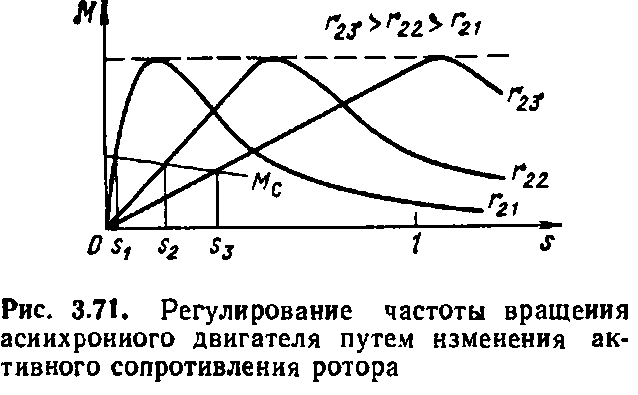 M
r₂₃>r₂₂>r₂₁
r₂₃
Mc
r₂₂
r₂₁
0 s₁ s₂ s₃ 1 s
Рис. 3.71. Регулирование частоты вращения
асинхронного двигателя путем изменения ак-
тивного сопротивления ротора